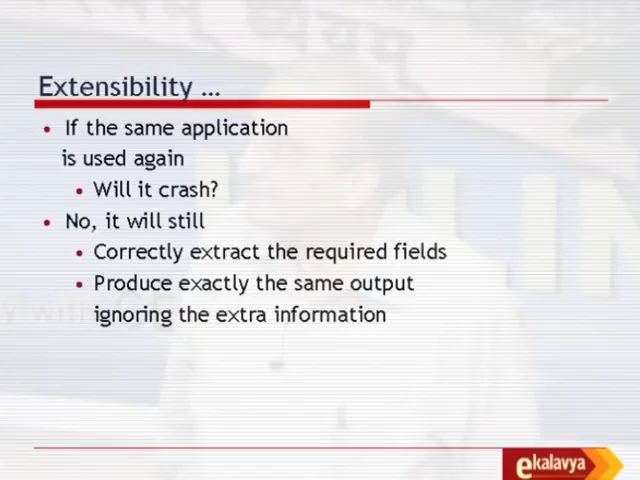 Extensibility ...
• If the same application
is used again
• Will it crash?
• No, it will still
• Correctly extract the required fields
• Produce exactly the same output
ignoring the extra information
ekalavya